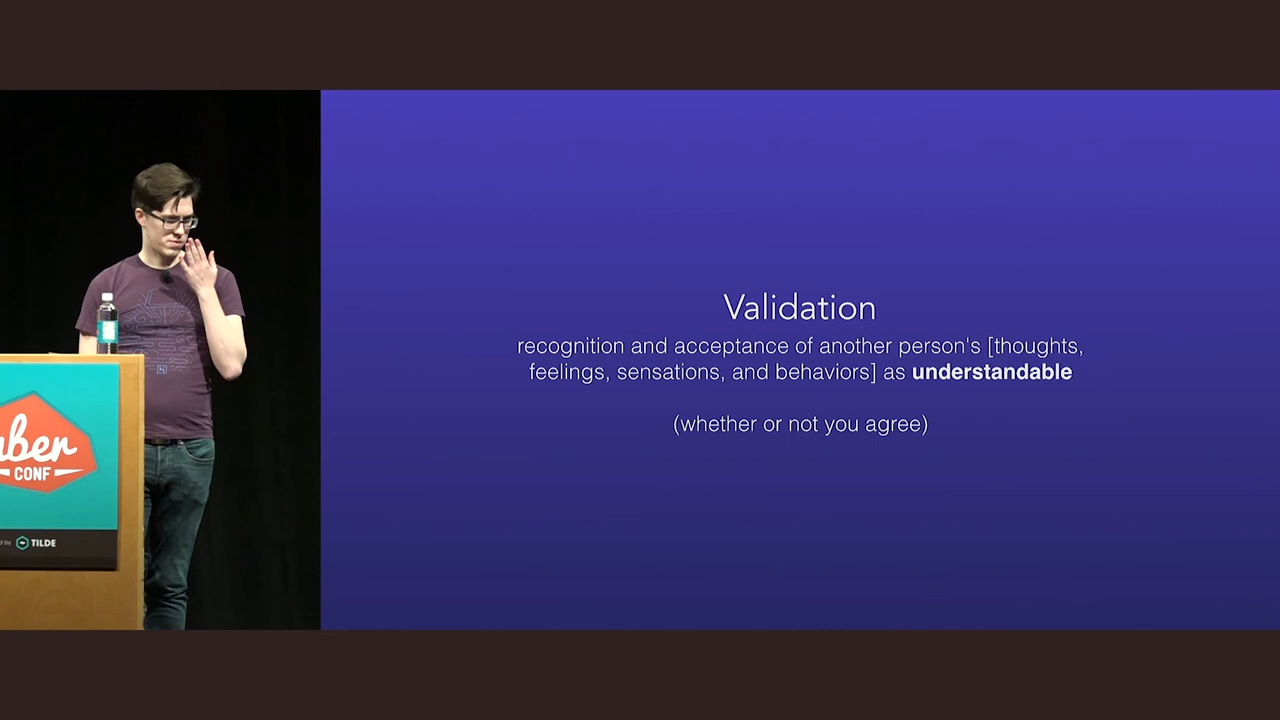 Validation
recognition and acceptance of another person's [thoughts,
feelings, sensations, and behaviors] as understandable
(whether or not you agree)
CONF
by TILDE